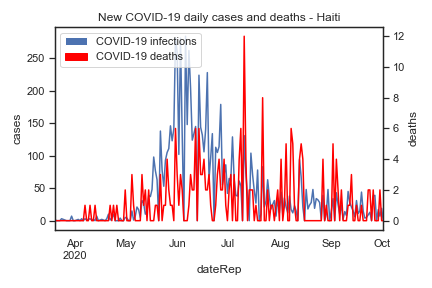 New COVID-19 daily cases and deaths - Haiti
COVID-19 infections
COVID-19 deaths
cases
250
200
150
100
50
0
deaths
12
10
8
6
4
2
0
Apr
2020
May
Jun
Jul
Aug
Sep
Oct
dateRep